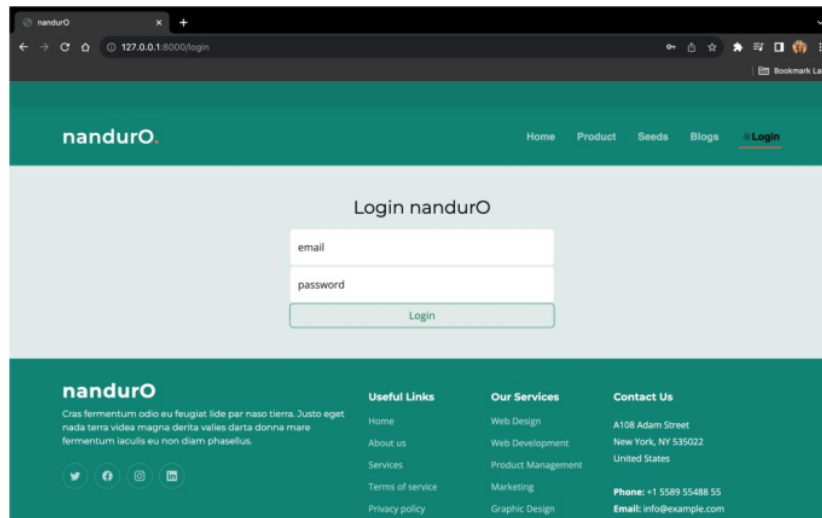 nandurO
127.0.0.1:8000/login
Bookmark La
nandurO.
Home Product Seeds Blogs Login
Login nandurO
email
password
Login
nandurO
Cras fermentum odio eu feugiat lide par naso tierra. Justo eget
nada terra videa magna derita valies darta donna mare
fermentum iaculis eu non diam phasellus.
Useful Links
Home
About us
Services
Terms of service
Privacy policy
Our Services
Web Design
Web Development
Product Management
Marketing
Graphic Design
Contact Us
A108 Adam Street
New York, NY 535022
United States
Phone: +1 5589 55488 55
Email: info@example.com